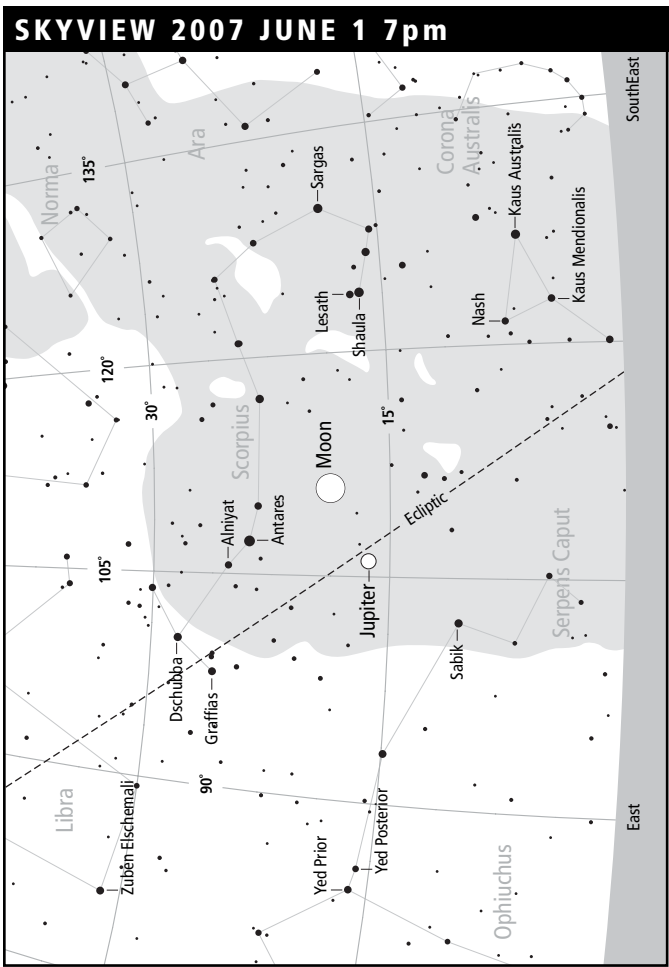 SKYVIEW 2007 JUNE 1 7pm
SouthEast
Corona
Australis
Ara
Norma
135°
Sargas
Kaus Australis
Kaus Mendionalis
Nash
Lesath
Shaula
120°
30°
15°
Scorpius
Moon
Alniyat
Antares
Ecliptic
105°
Jupiter
Serpens Caput
Dschubba
Graffias
Sabik
90°
Libra
Zuben Elschemali
Yed Prior
Yed Posterior
Ophiuchus
East